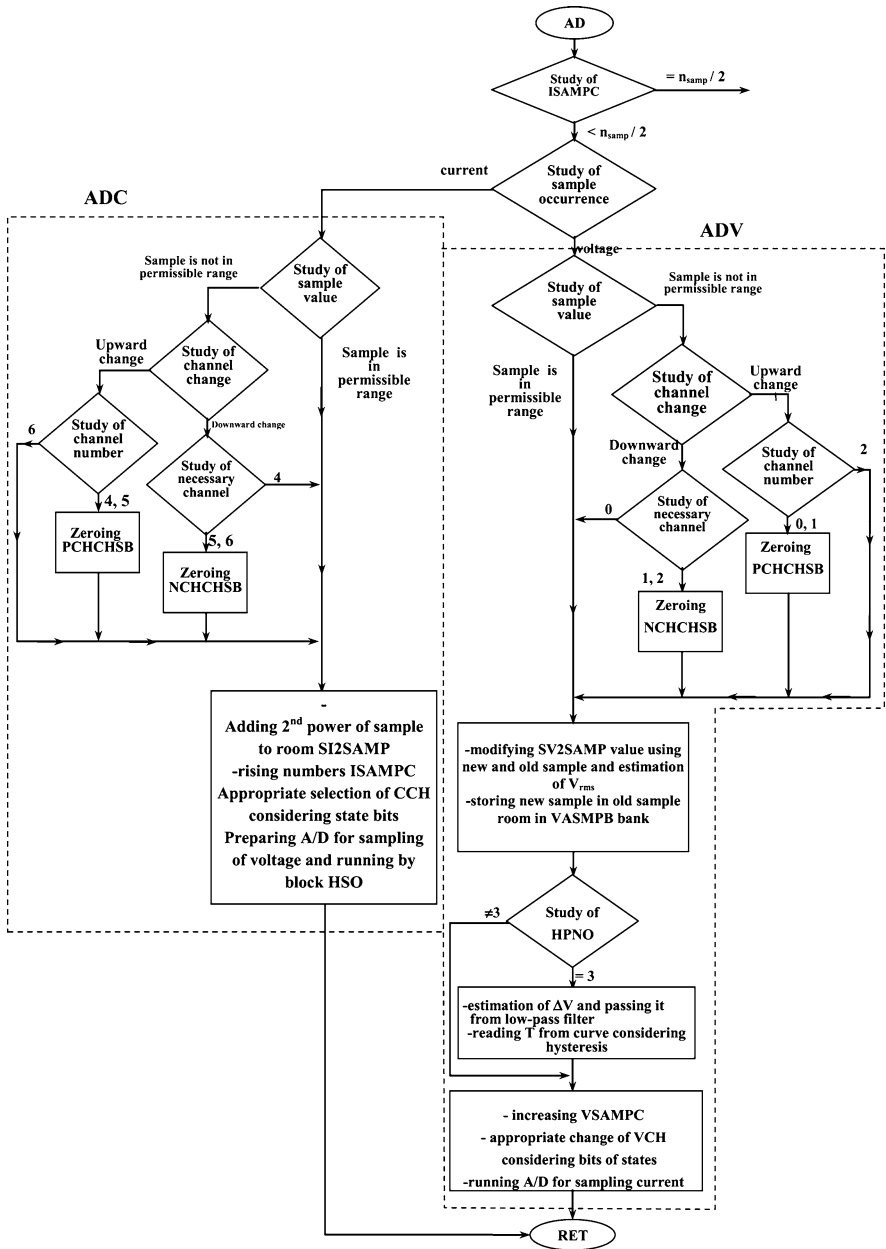 AD
Study of
ISAMPC
= nsamp / 2
< nsamp / 2
Study of
sample
occurrence
current
ADC
ADV
voltage
Sample is not in
permissible range
Study of
sample
value
Study of
sample
value
Sample is not in
permissible range
Upward
change
Study of
channel
change
Sample is
in
permissible
range
Sample is
in
permissible
range
Study of
channel
change
Upward
change
6
Study of
channel
number
Downward change
Study of
necessary
channel
4
Downward
change
Study of
channel
number
2
4, 5
Zeroing
PCHCHSB
5, 6
Zeroing
NCHCHSB
0
Study of
necessary
channel
0, 1
Zeroing
PCHCHSB
1, 2
Zeroing
NCHCHSB
-
Adding 2nd power of sample
to room SI2SAMP
-rising numbers ISAMPC
Appropriate selection of CCH
considering state bits
Preparing A/D for sampling
of voltage and running by
block HSO
-modifying SV2SAMP value using
new and old sample and estimation
of Vrms
-storing new sample in old sample
room in VASMPB bank
≠3
Study of
HPNO
= 3
-estimation of ΔV and passing it
from low-pass filter
-reading T from curve considering
hysteresis
- increasing VSAMPC
- appropriate change of VCH
considering bits of states
-running A/D for sampling current
RET